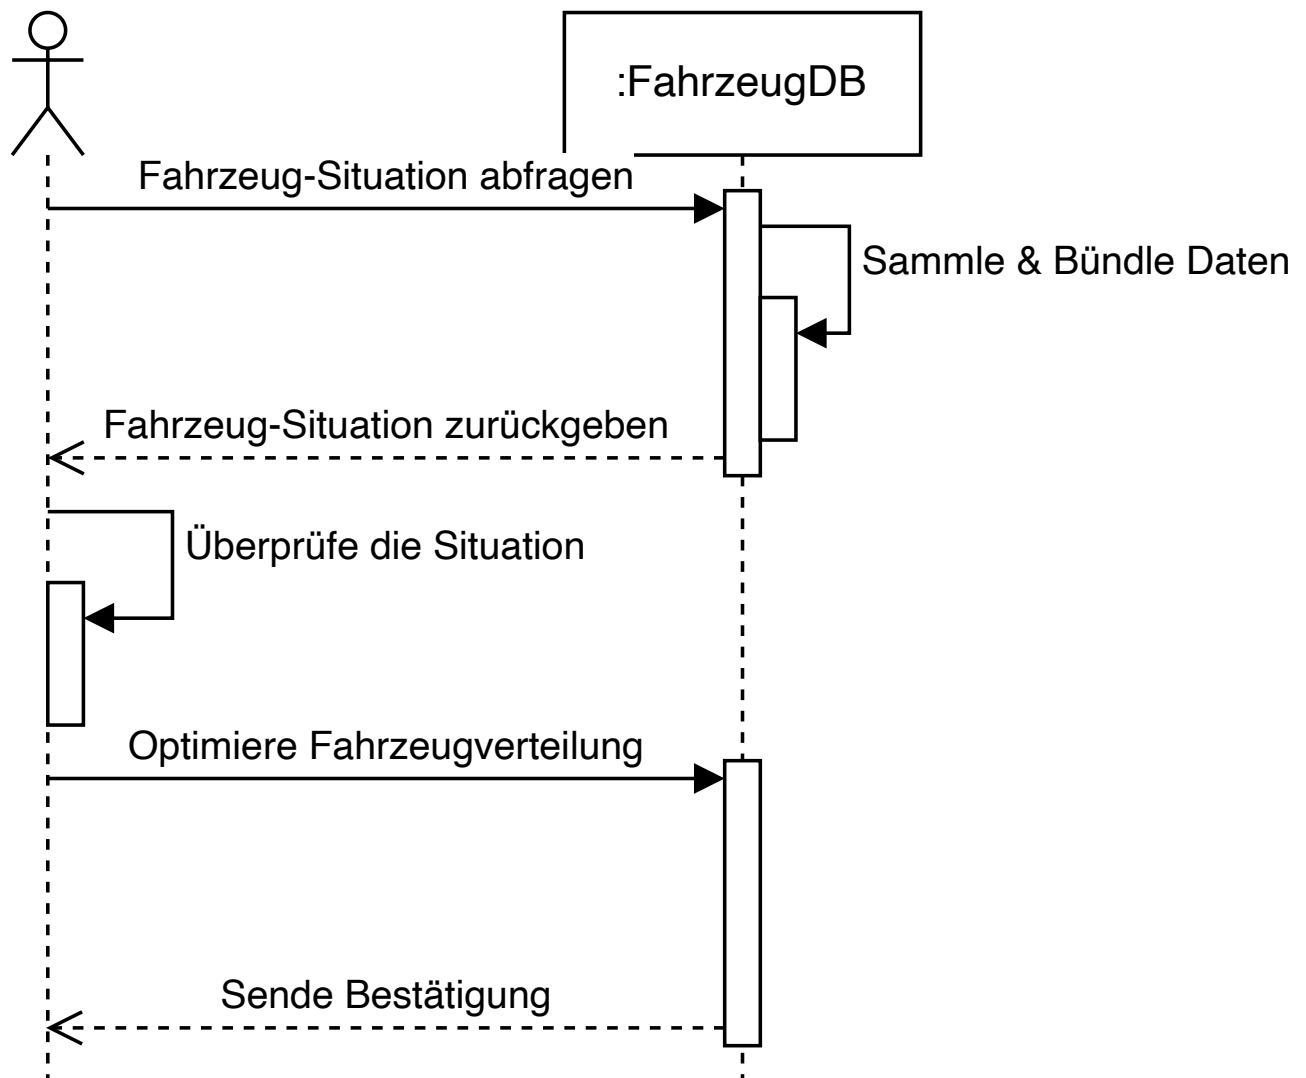 :FahrzeugDB
Fahrzeug-Situation abfragen
Sammle & Bündle Daten
Fahrzeug-Situation zurückgeben
Überprüfe die Situation
Optimiere Fahrzeugverteilung
Sende Bestätigung